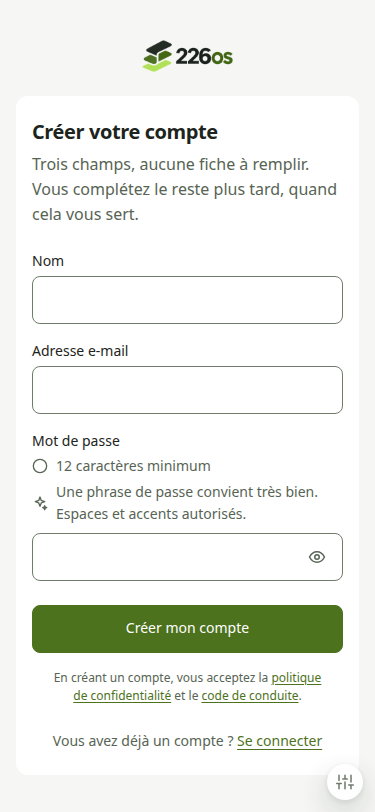 226os
Créer votre compte
Trois champs, aucune fiche à remplir.
Vous complétez le reste plus tard, quand
cela vous sert.
Nom
Adresse e-mail
Mot de passe
12 caractères minimum
Une phrase de passe convient très bien.
Espaces et accents autorisés.
Créer mon compte
En créant un compte, vous acceptez la politique
de confidentialité et le code de conduite.
Vous avez déjà un compte ? Se connecter